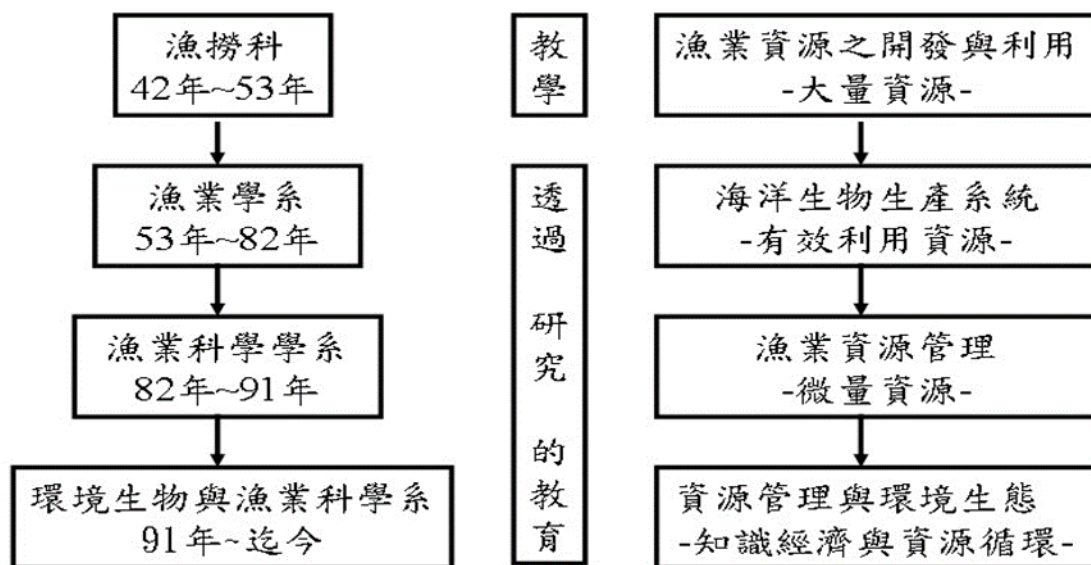 漁撈科
42年~53年
教學
漁業資源之開發與利用
-大量資源-
漁業學系
53年~82年
透過研究的教育
海洋生物生產系統
-有效利用資源-
漁業科學學系
82年~91年
漁業資源管理
-微量資源-
環境生物與漁業科學系
91年~迄今
資源管理與環境生態
-知識經濟與資源循環-